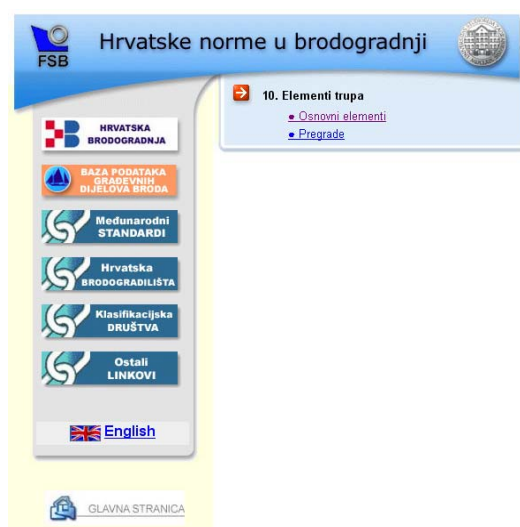 FSB
Hrvatske norme u brodogradnji
10. Elementi trupa
● Osnovni elementi
● Pregrade
HRVATSKA
BRODOGRADNJA
BAZA PODATAKA
GRAĐEVNIH
DIJELOVA BRODA
Međunarodni
STANDARDI
Hrvatska
BRODOGRADILIŠTA
Klasifikacijska
DRUŠTVA
Ostali
LINKOVI
English
GLAVNA STRANICA